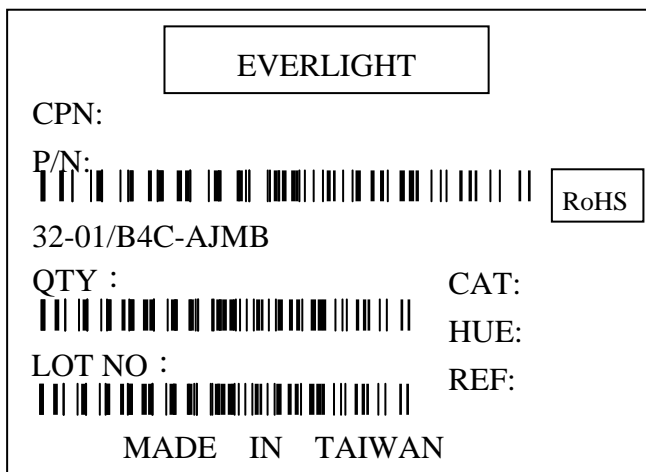 EVERLIGHT
CPN:
P/N:
RoHS
32-01/B4C-AJMB
QTY：
CAT:
HUE:
LOT NO：
REF:
MADE IN TAIWAN